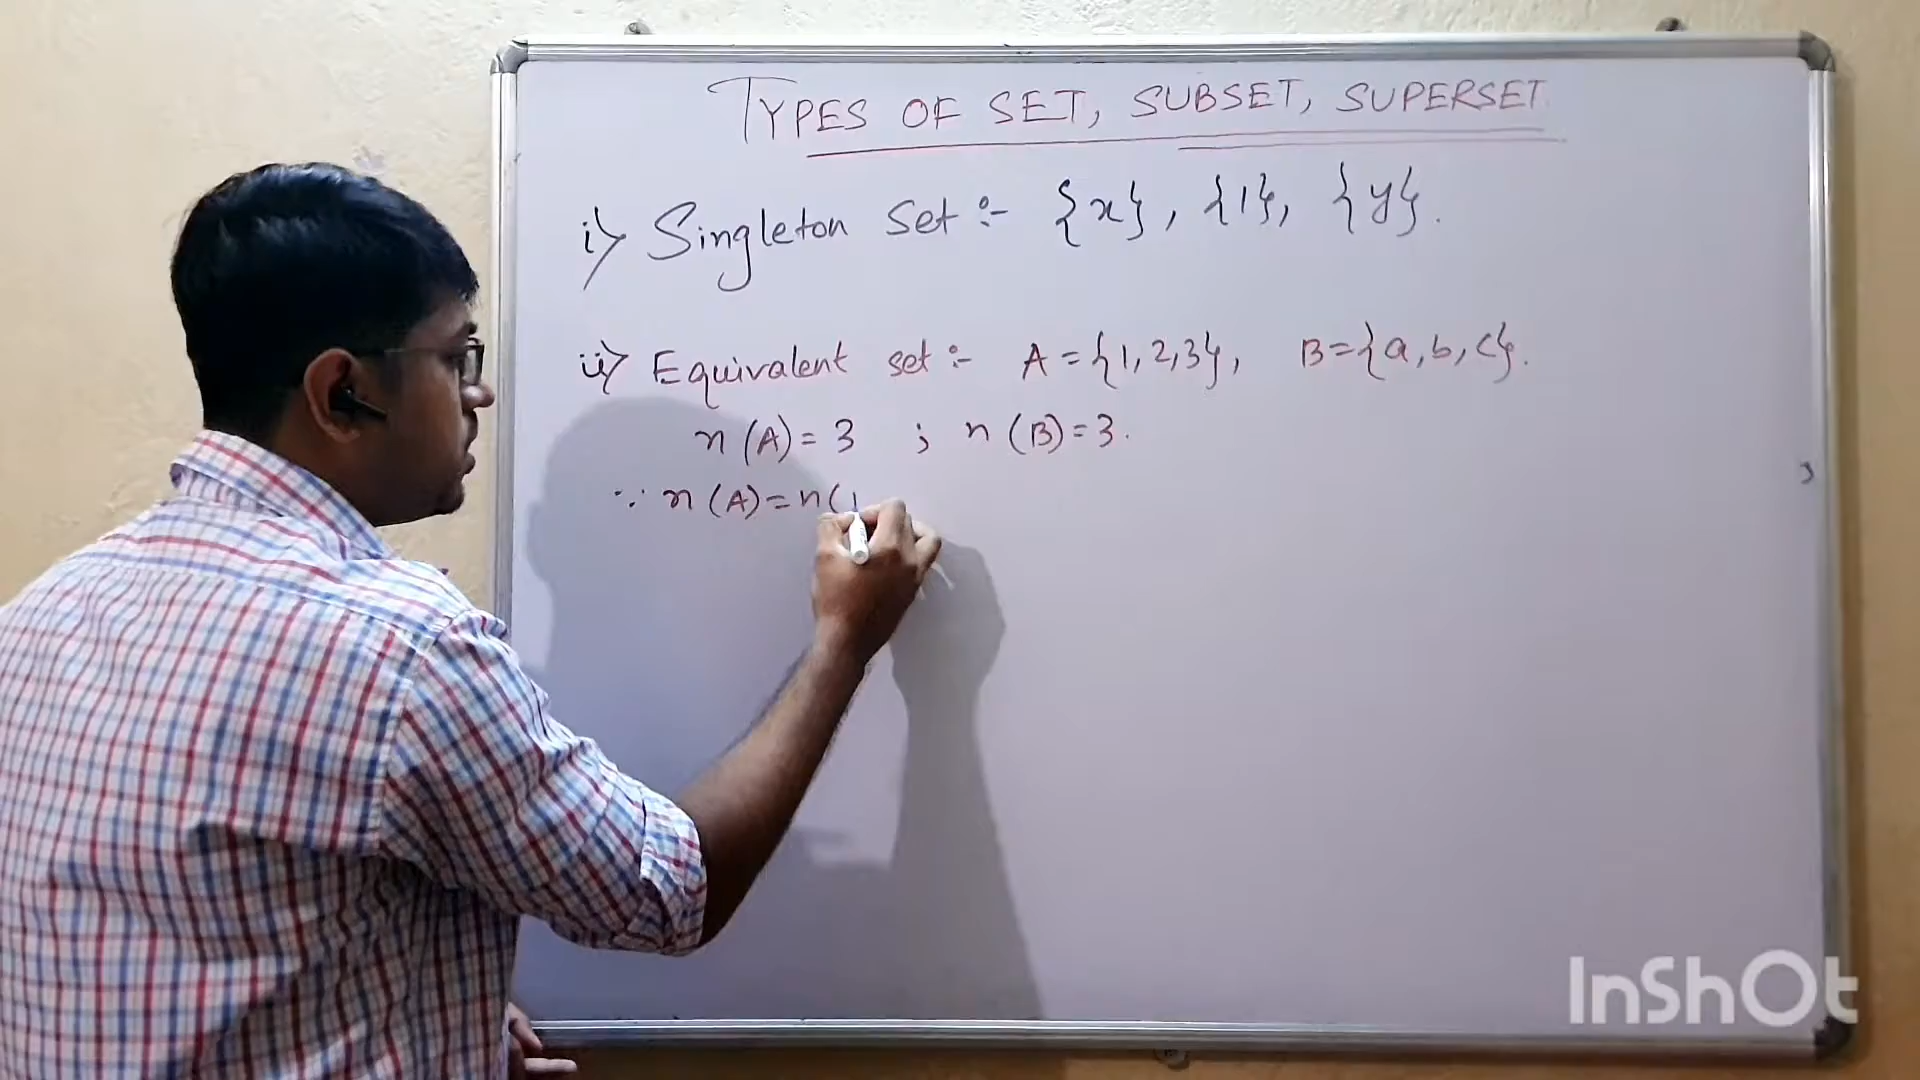 TYPES OF SET, SUBSET, SUPERSET.
i> Singleton Set :- {x}, {1}, {y}.
ii> Equivalent set :- A = {1,2,3}, B={a,b,c}.
n(A) = 3 ; n(B)=3.
∵ n(A)=n(
InShOt